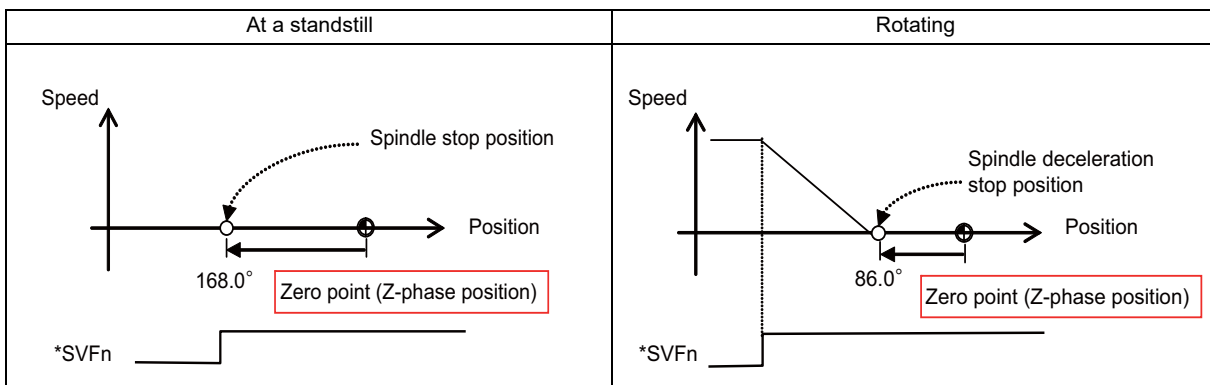 At a standstill
Rotating
Speed
Spindle stop position
Position
168.0°
Zero point (Z-phase position)
*SVFn
Speed
Spindle deceleration
stop position
Position
86.0°
Zero point (Z-phase position)
*SVFn